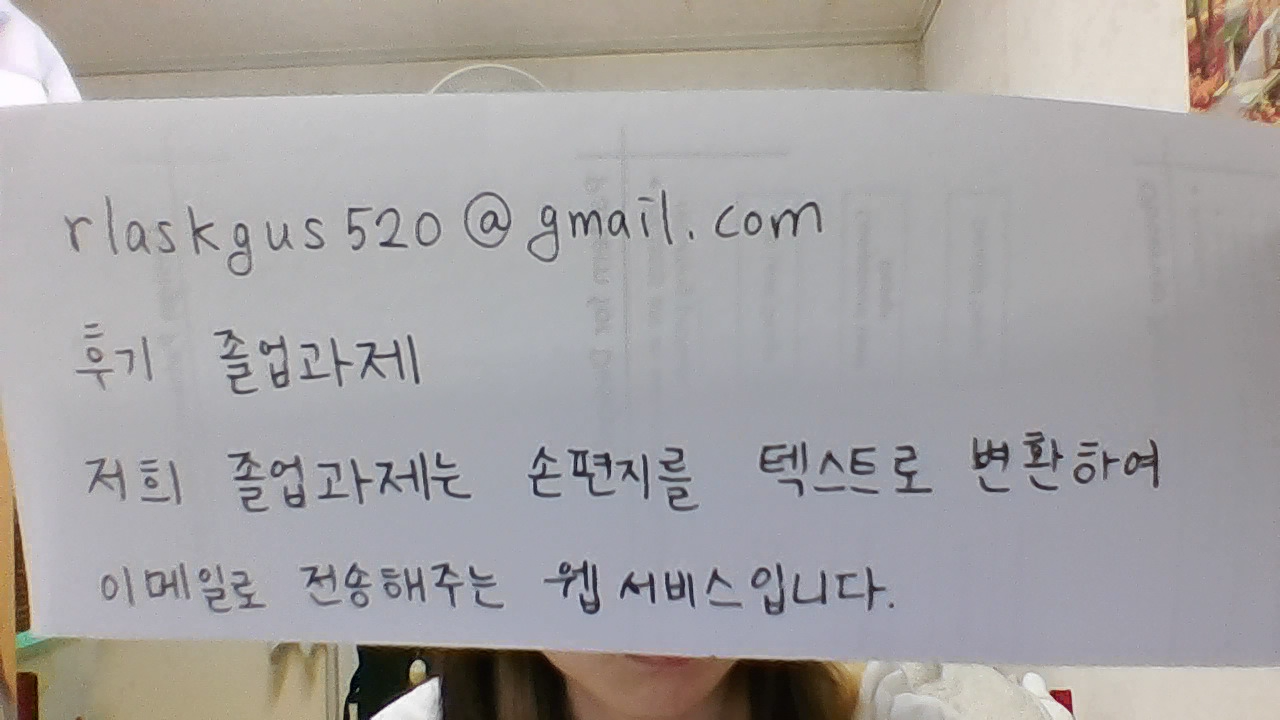 rlaskgus520@gmail.com
후기 졸업과제
저희 졸업과제는 손편지를 텍스트로 변환하여
이메일로 전송해주는 웹 서비스입니다.